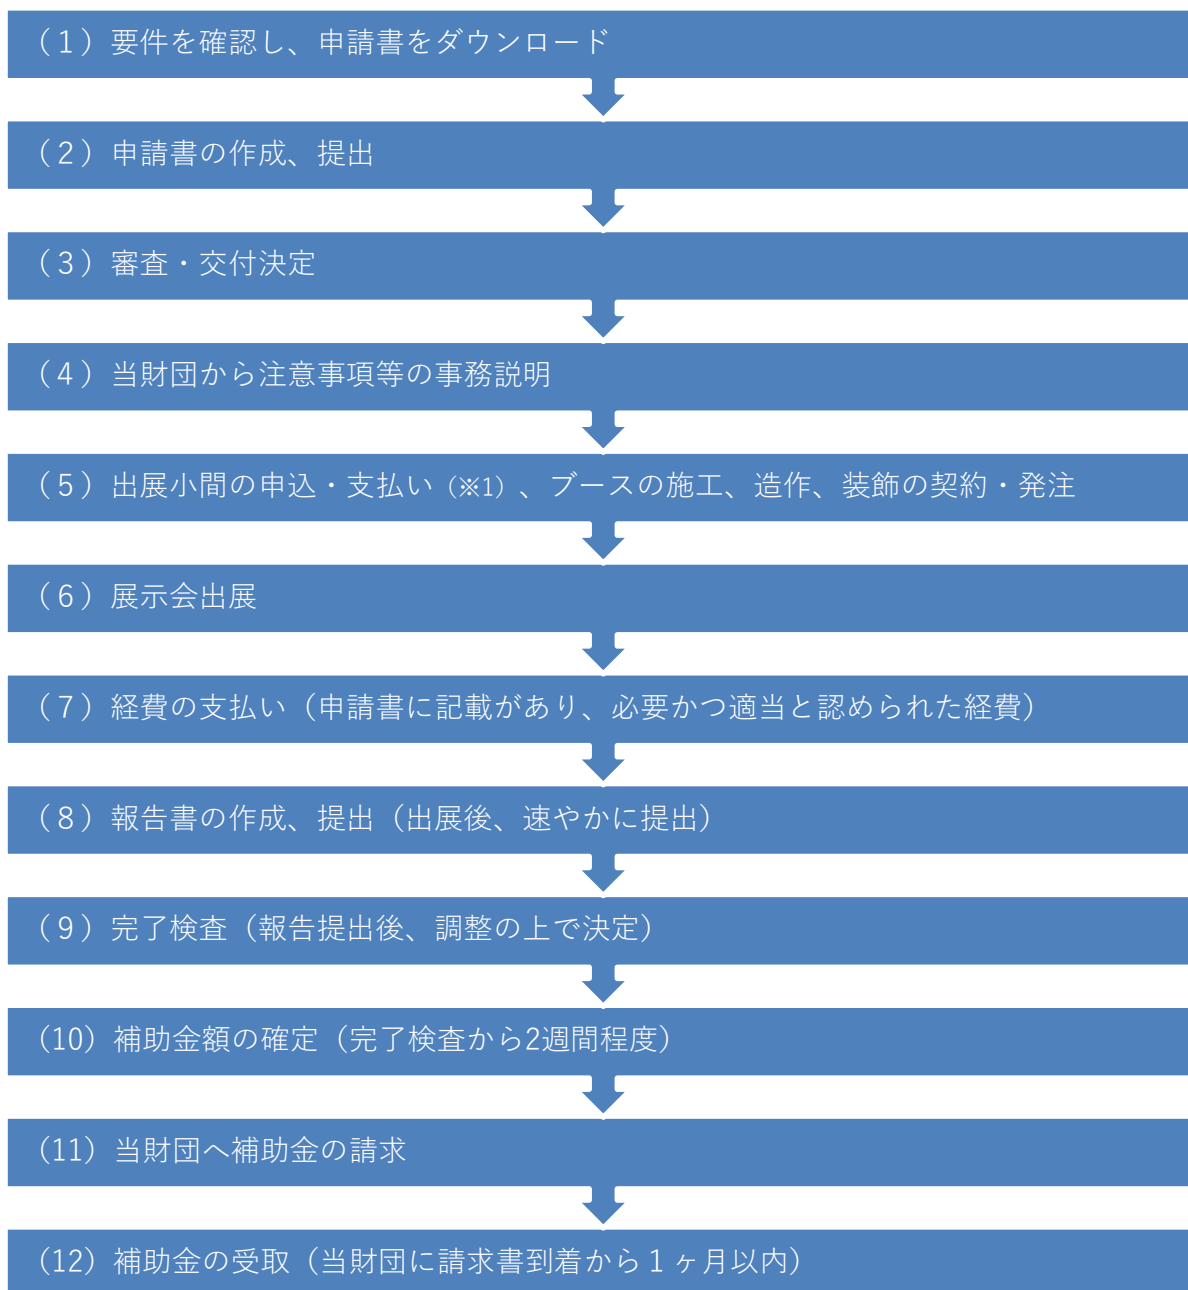 （１）要件を確認し、申請書をダウンロード
（２）申請書の作成、提出
（３）審査・交付決定
（４）当財団から注意事項等の事務説明
（５）出展小間の申込・支払い（※1）、ブースの施工、造作、装飾の契約・発注
（６）展示会出展
（７）経費の支払い（申請書に記載があり、必要かつ適当と認められた経費）
（８）報告書の作成、提出（出展後、速やかに提出）
（９）完了検査（報告提出後、調整の上で決定）
（10）補助金額の確定（完了検査から2週間程度）
（11）当財団へ補助金の請求
（12）補助金の受取（当財団に請求書到着から１ヶ月以内）